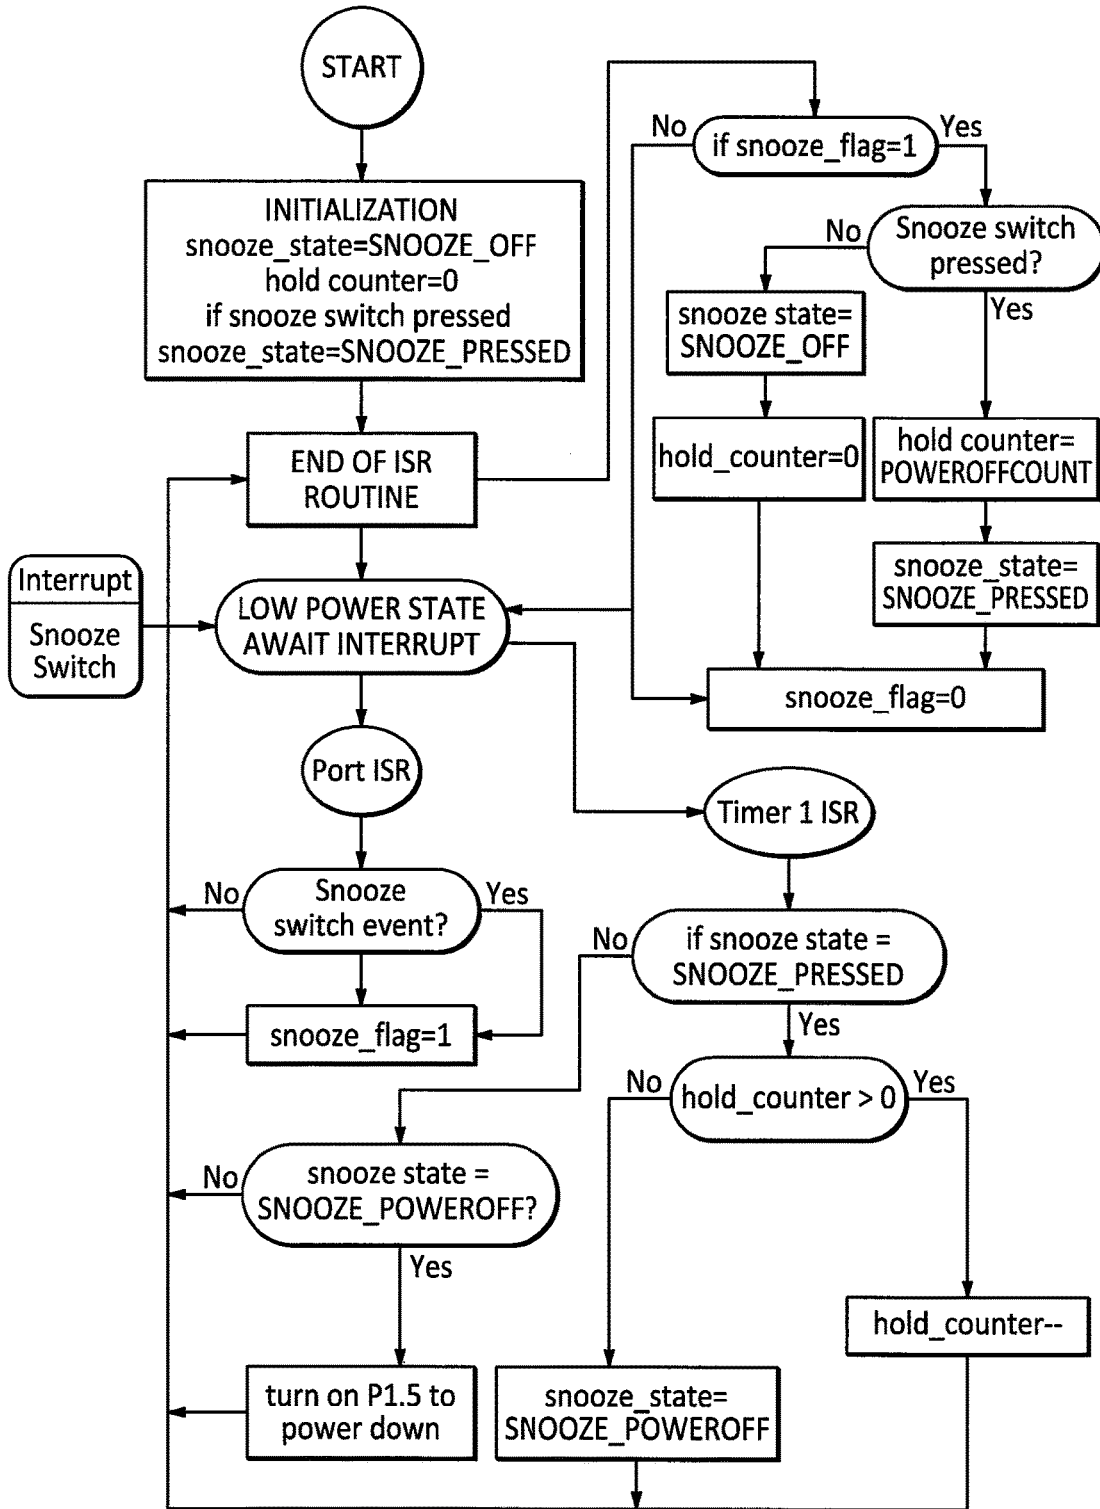 START
INITIALIZATION
snooze_state=SNOOZE_OFF
hold counter=0
if snooze switch pressed
snooze_state=SNOOZE_PRESSED
END OF ISR
ROUTINE
Interrupt
Snooze
Switch
LOW POWER STATE
AWAIT INTERRUPT
No
if snooze_flag=1
Yes
No
Snooze switch
pressed?
Yes
snooze state=
SNOOZE_OFF
hold_counter=0
hold counter=
POWEROFFCOUNT
snooze_state=
SNOOZE_PRESSED
snooze_flag=0
Port ISR
No
Snooze
switch event?
Yes
snooze_flag=1
Timer 1 ISR
No
if snooze state =
SNOOZE_PRESSED
Yes
No
hold_counter > 0
Yes
No
snooze state =
SNOOZE_POWEROFF?
Yes
turn on P1.5 to
power down
snooze_state=
SNOOZE_POWEROFF
hold_counter--